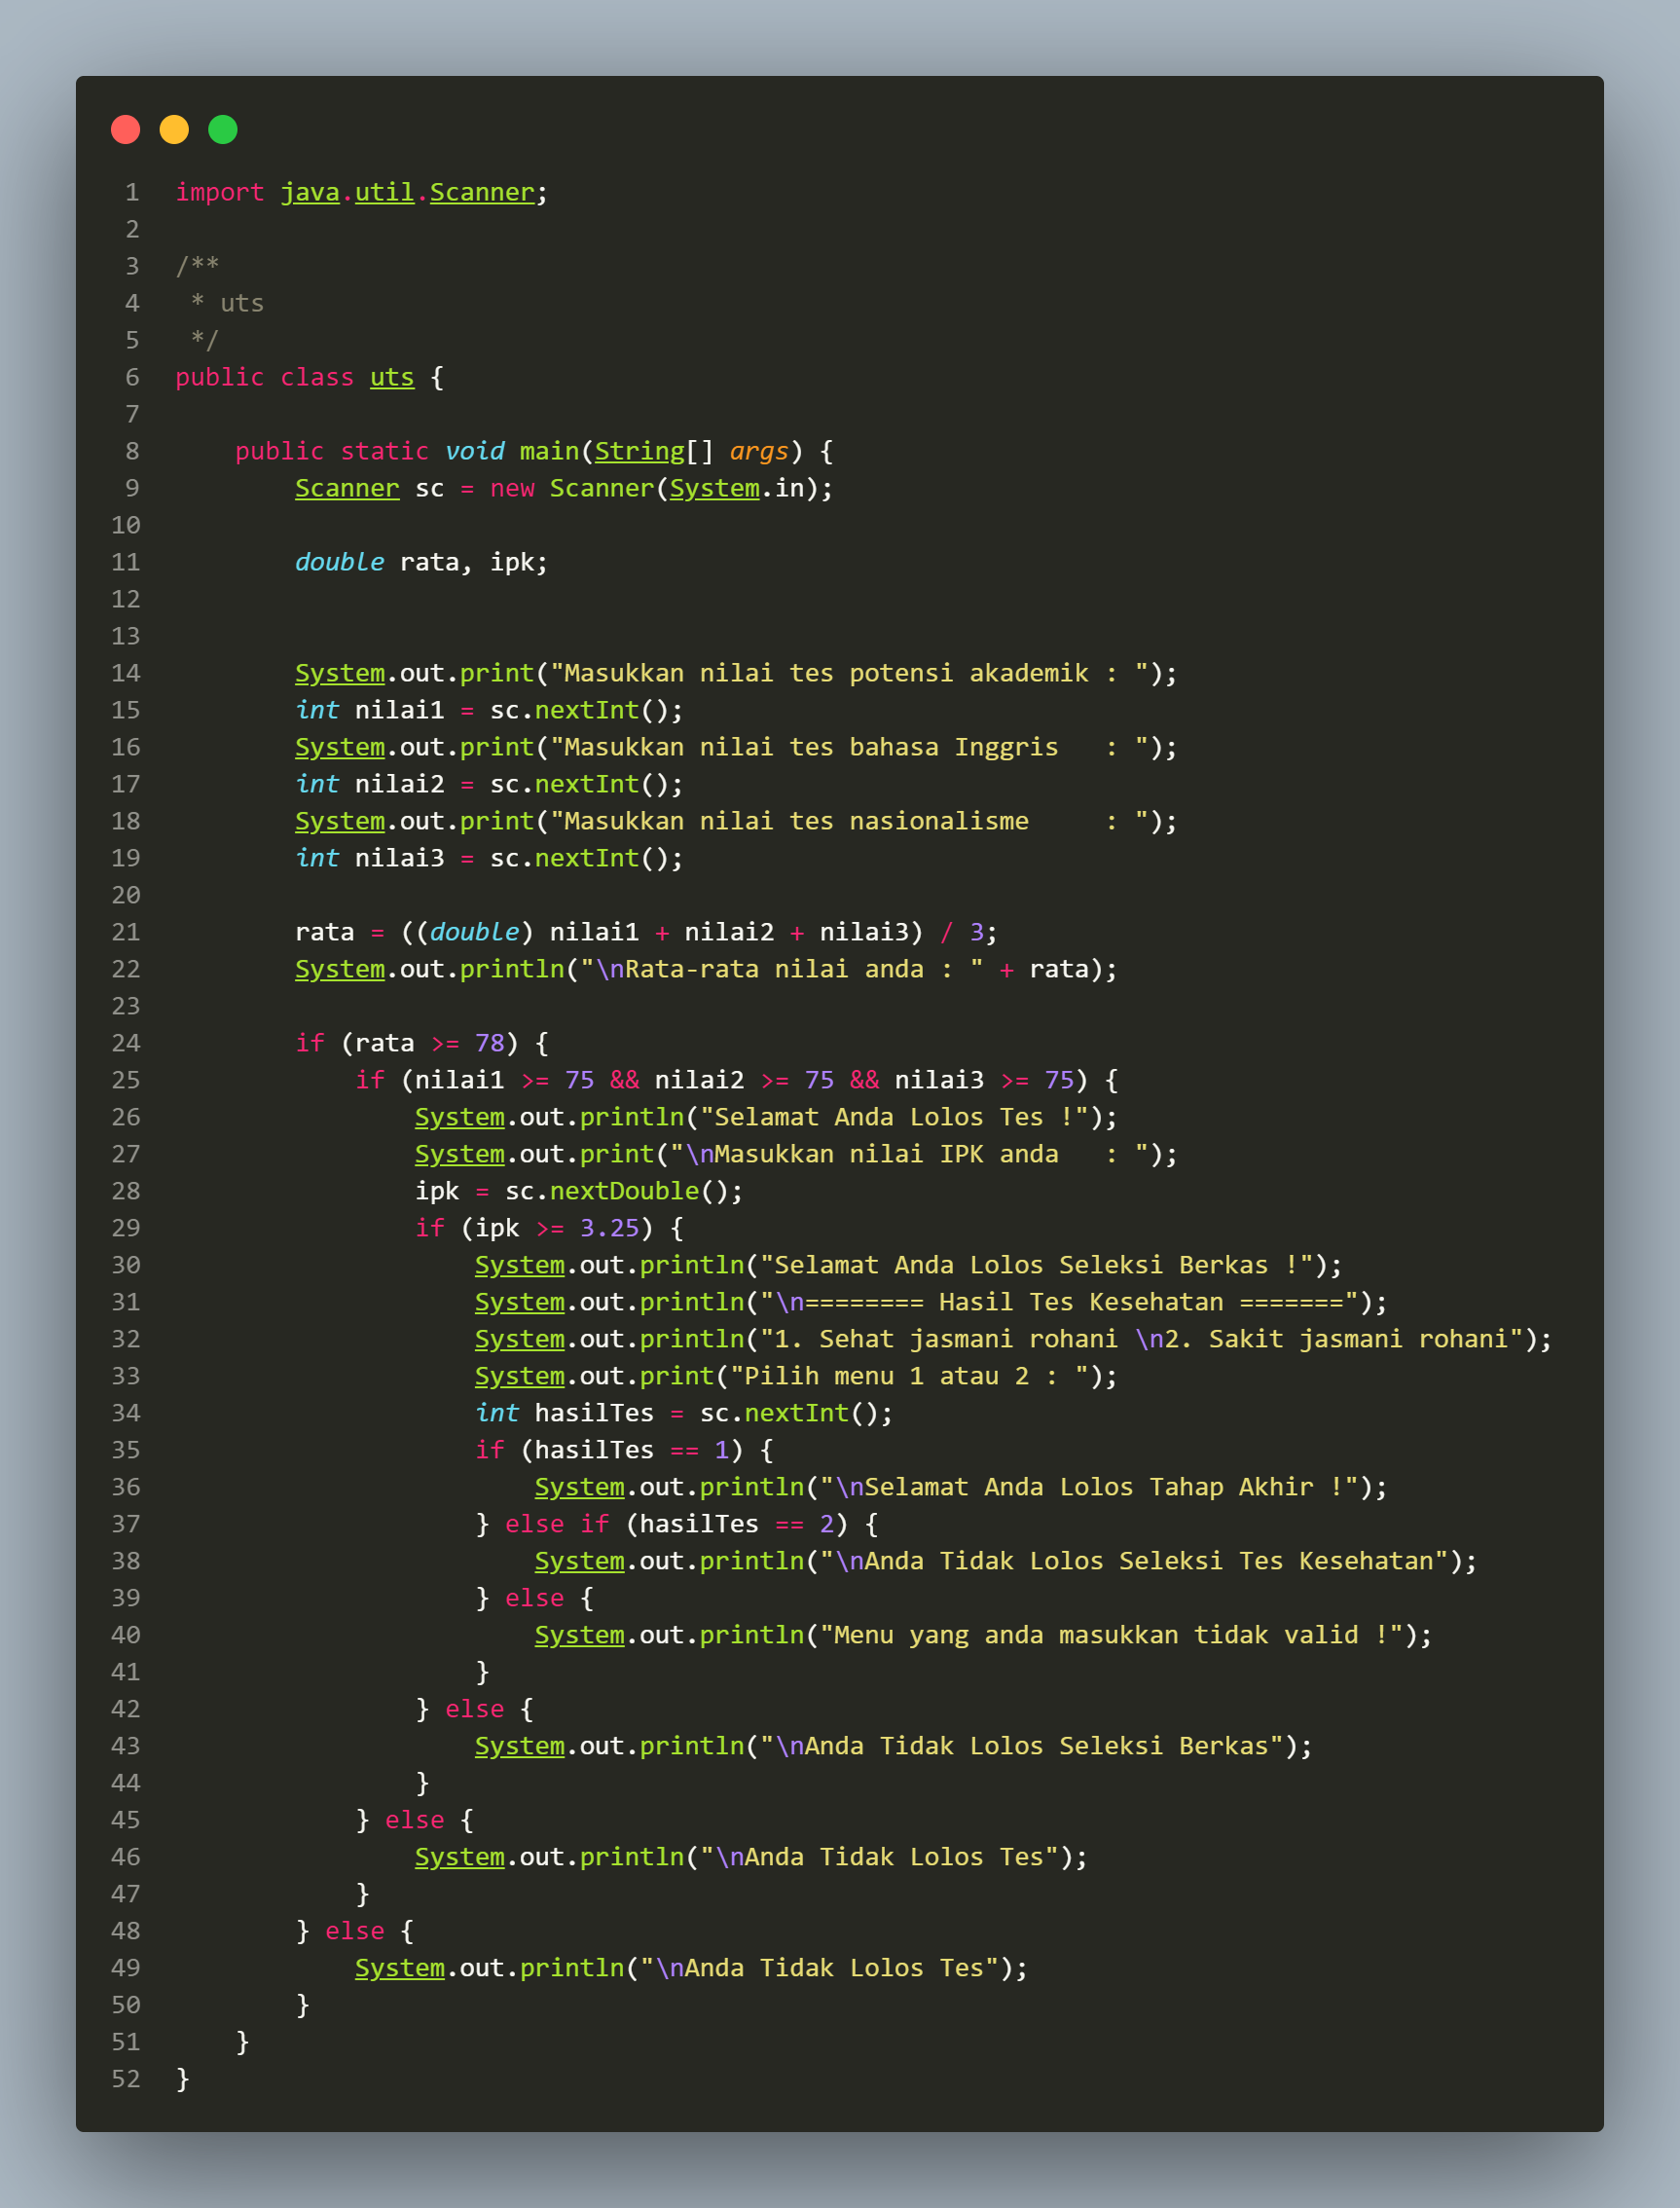 1 import java.util.Scanner;
2
3 /**
4  * uts
5  */
6 public class uts {
7
8     public static void main(String[] args) {
9         Scanner sc = new Scanner(System.in);
10
11         double rata, ipk;
12
13
14         System.out.print("Masukkan nilai tes potensi akademik : ");
15         int nilai1 = sc.nextInt();
16         System.out.print("Masukkan nilai tes bahasa Inggris   : ");
17         int nilai2 = sc.nextInt();
18         System.out.print("Masukkan nilai tes nasionalisme     : ");
19         int nilai3 = sc.nextInt();
20
21         rata = ((double) nilai1 + nilai2 + nilai3) / 3;
22         System.out.println("\nRata-rata nilai anda : " + rata);
23
24         if (rata >= 78) {
25             if (nilai1 >= 75 && nilai2 >= 75 && nilai3 >= 75) {
26                 System.out.println("Selamat Anda Lolos Tes !");
27                 System.out.print("\nMasukkan nilai IPK anda   : ");
28                 ipk = sc.nextDouble();
29                 if (ipk >= 3.25) {
30                     System.out.println("Selamat Anda Lolos Seleksi Berkas !");
31                     System.out.println("\n======== Hasil Tes Kesehatan =======");
32                     System.out.println("1. Sehat jasmani rohani \n2. Sakit jasmani rohani");
33                     System.out.print("Pilih menu 1 atau 2 : ");
34                     int hasilTes = sc.nextInt();
35                     if (hasilTes == 1) {
36                         System.out.println("\nSelamat Anda Lolos Tahap Akhir !");
37                     } else if (hasilTes == 2) {
38                         System.out.println("\nAnda Tidak Lolos Seleksi Tes Kesehatan");
39                     } else {
40                         System.out.println("Menu yang anda masukkan tidak valid !");
41                     }
42                 } else {
43                     System.out.println("\nAnda Tidak Lolos Seleksi Berkas");
44                 }
45             } else {
46                 System.out.println("\nAnda Tidak Lolos Tes");
47             }
48         } else {
49             System.out.println("\nAnda Tidak Lolos Tes");
50         }
51     }
52 }